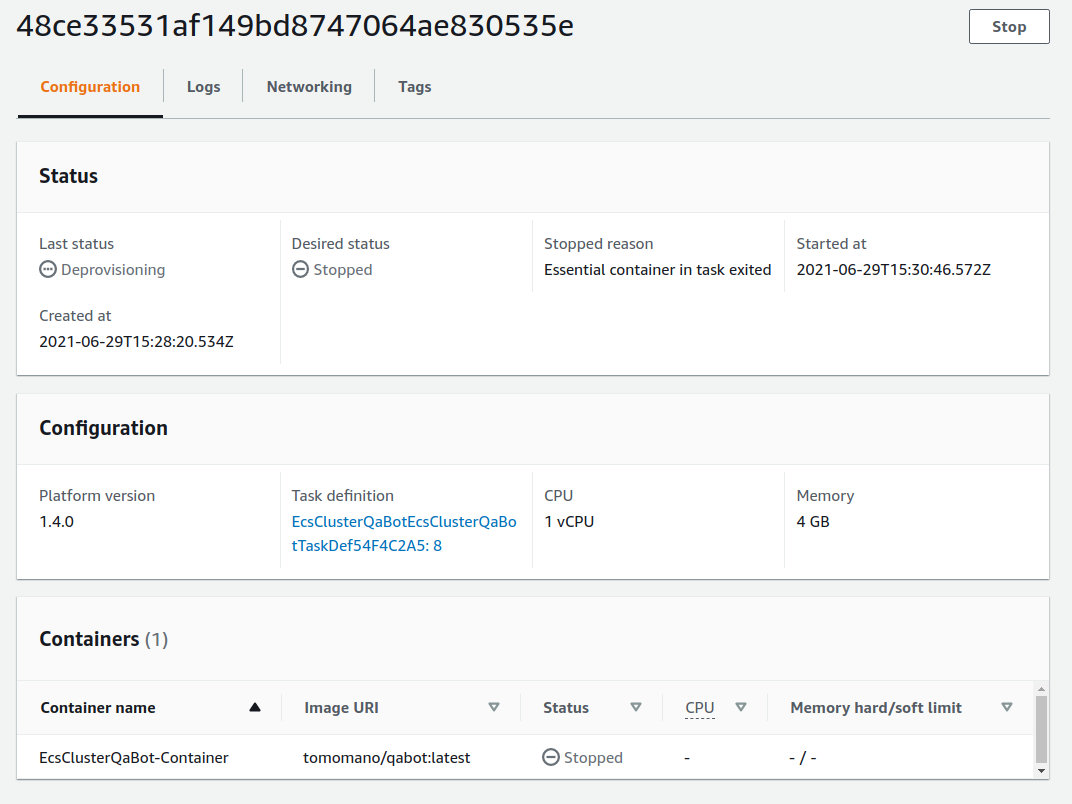 48ce33531af149bd8747064ae830535e
Stop
Configuration
Logs
Networking
Tags
Status
Last status
Deprovisioning
Desired status
Stopped
Stopped reason
Essential container in task exited
Started at
2021-06-29T15:30:46.572Z
Created at
2021-06-29T15:28:20.534Z
Configuration
Platform version
1.4.0
Task definition
EcsClusterQaBotEcsClusterQaBo
tTaskDef54F4C2A5: 8
CPU
1 vCPU
Memory
4 GB
Containers (1)
Container name
Image URI
Status
CPU
Memory hard/soft limit
EcsClusterQaBot-Container
tomomano/qabot:latest
Stopped
-
- / -